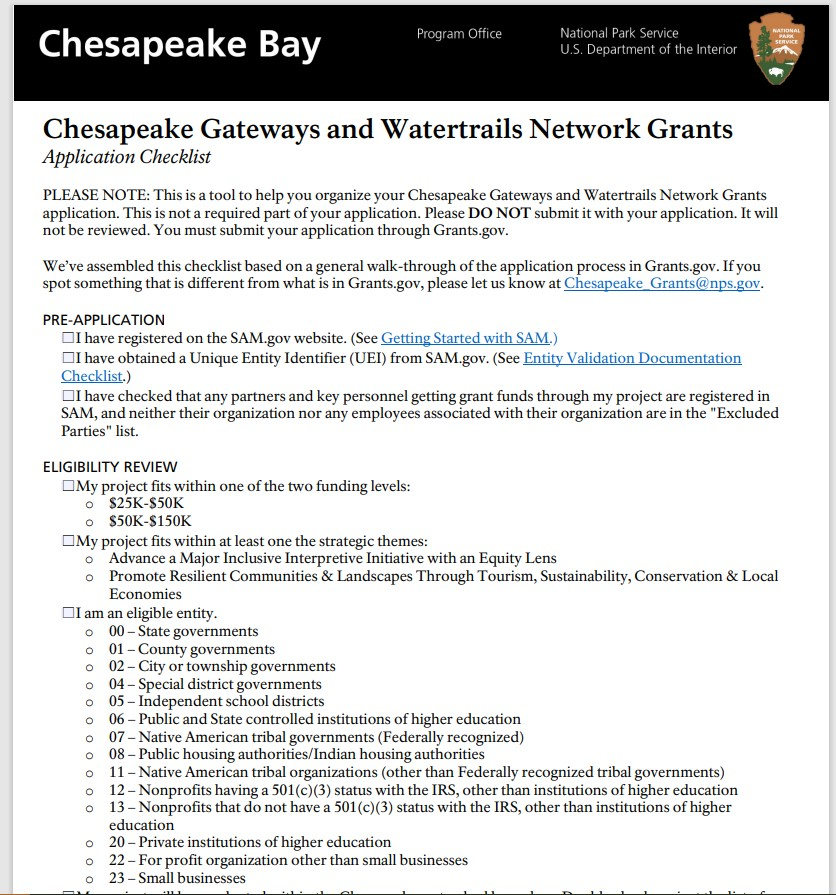 Chesapeake Bay
Program Office
National Park Service
U.S. Department of the Interior
NATIONAL
PARK
SERVICE
Chesapeake Gateways and Watertrails Network Grants
Application Checklist
PLEASE NOTE: This is a tool to help you organize your Chesapeake Gateways and Watertrails Network Grants
application. This is not a required part of your application. Please DO NOT submit it with your application. It will
not be reviewed. You must submit your application through Grants.gov.
We've assembled this checklist based on a general walk-through of the application process in Grants.gov. If you
spot something that is different from what is in Grants.gov, please let us know at Chesapeake_Grants@nps.gov.
PRE-APPLICATION
☐I have registered on the SAM.gov website. (See Getting Started with SAM.)
☐I have obtained a Unique Entity Identifier (UEI) from SAM.gov. (See Entity Validation Documentation
Checklist.)
☐I have checked that any partners and key personnel getting grant funds through my project are registered in
SAM, and neither their organization nor any employees associated with their organization are in the "Excluded
Parties" list.
ELIGIBILITY REVIEW
☐My project fits within one of the two funding levels:
o $25K-$50K
o $50K-$150K
☐My project fits within at least one the strategic themes:
o Advance a Major Inclusive Interpretive Initiative with an Equity Lens
o Promote Resilient Communities & Landscapes Through Tourism, Sustainability, Conservation & Local
Economies
☐I am an eligible entity.
o 00 – State governments
o 01 – County governments
o 02 – City or township governments
o 04 – Special district governments
o 05 – Independent school districts
o 06 – Public and State controlled institutions of higher education
o 07 – Native American tribal governments (Federally recognized)
o 08 – Public housing authorities/Indian housing authorities
o 11 – Native American tribal organizations (other than Federally recognized tribal governments)
o 12 – Nonprofits having a 501(c)(3) status with the IRS, other than institutions of higher education
o 13 – Nonprofits that do not have a 501(c)(3) status with the IRS, other than institutions of higher
education
o 20 – Private institutions of higher education
o 22 – For profit organization other than small businesses
o 23 – Small businesses